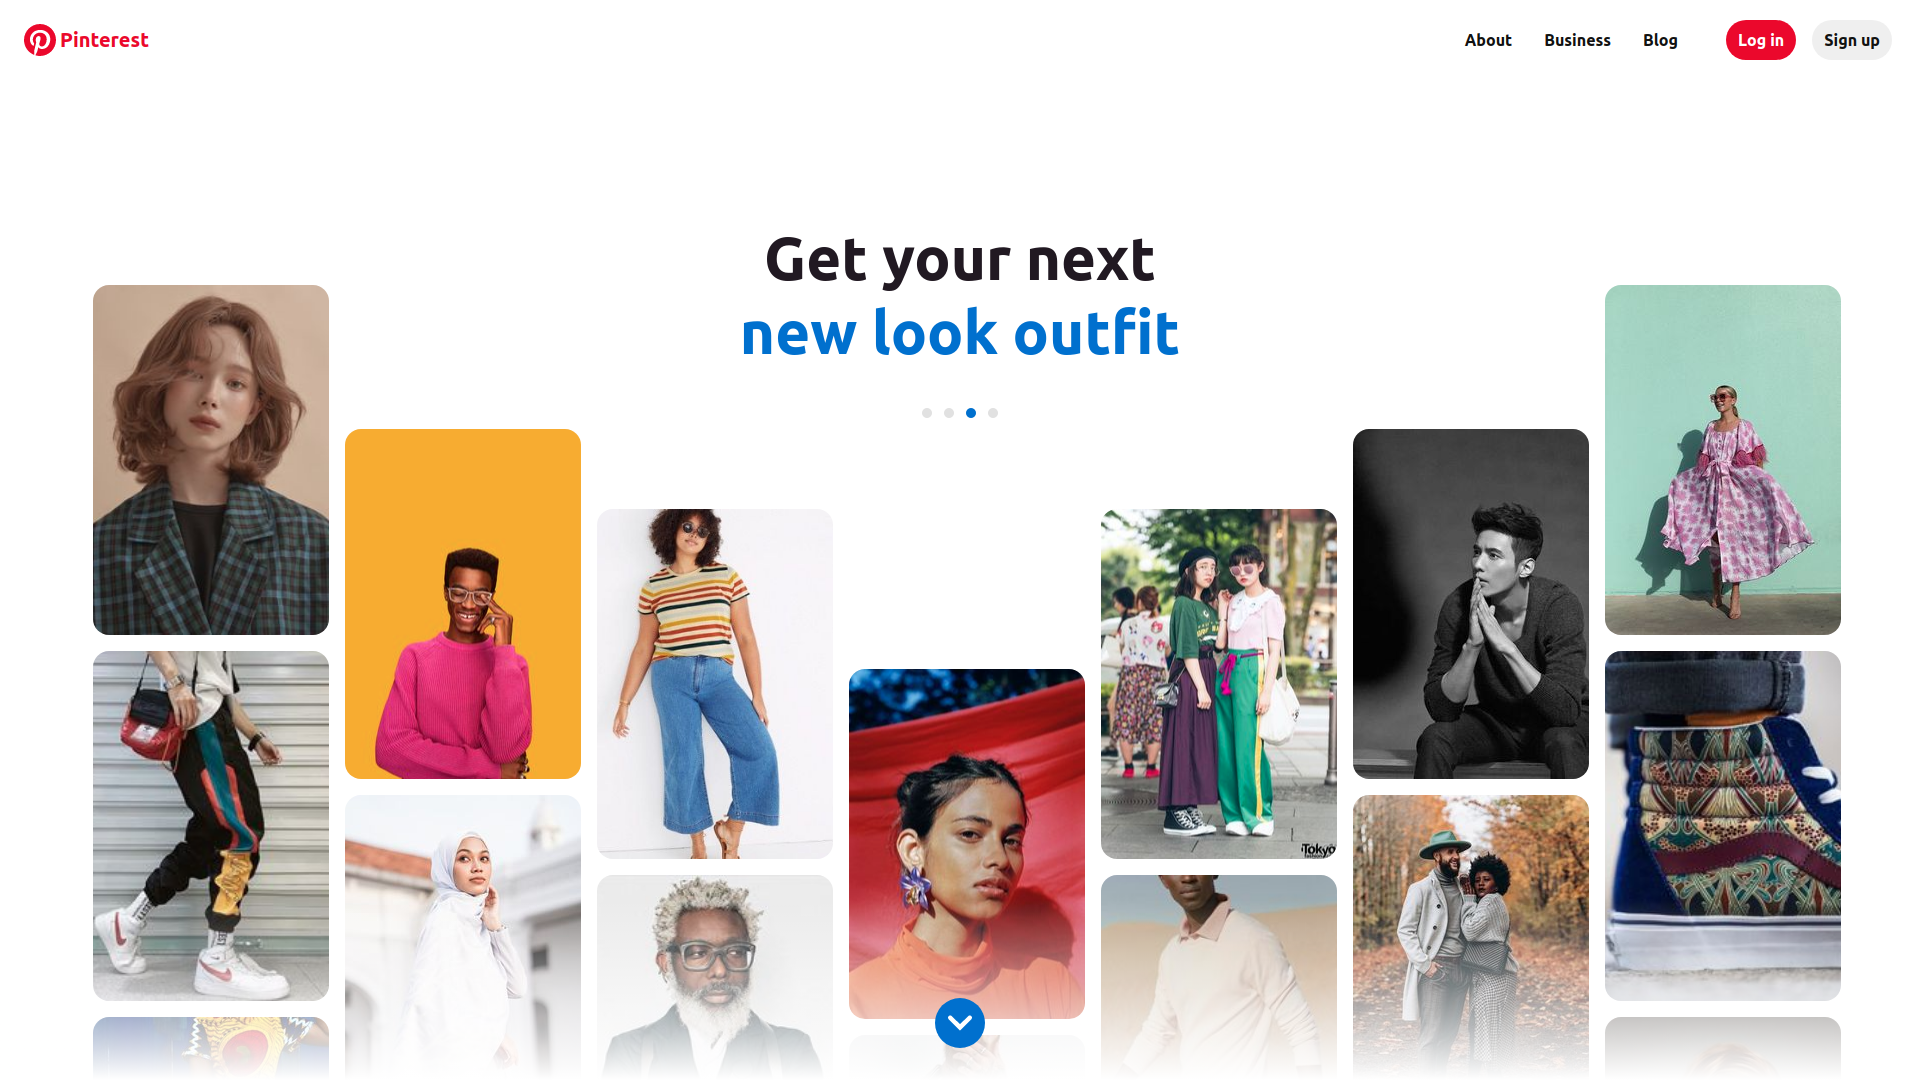 Pinterest
About
Business
Blog
Log in
Sign up
Get your next
new look outfit
Tokyo